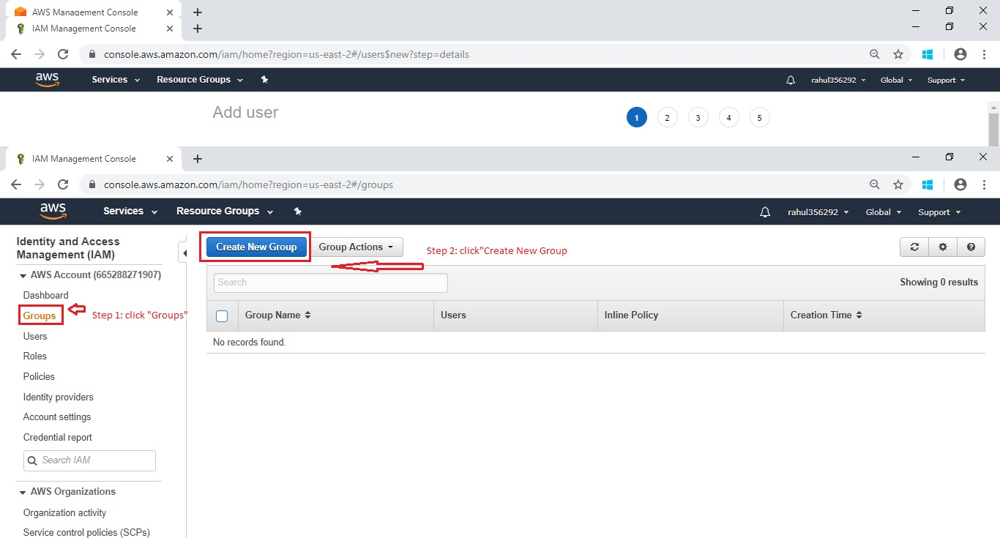 AWS Management Console
IAM Management Console
console.aws.amazon.com/iam/home?region=us-east-2#/users$new?step=details
aws Services Resource Groups rahul356292 Global Support
Add user 1 2 3 4 5
IAM Management Console
console.aws.amazon.com/iam/home?region=us-east-2#/groups
aws Services Resource Groups rahul356292 Global Support
Identity and Access
Management (IAM)
AWS Account (665288271907)
Dashboard
Groups
Step 1: click "Groups"
Users
Roles
Policies
Identity providers
Account settings
Credential report
Search IAM
AWS Organizations
Organization activity
Service control policies (SCPs)
Create New Group Group Actions
Step 2: click"Create New Group
Search
Showing 0 results
Group Name Users Inline Policy Creation Time
No records found.